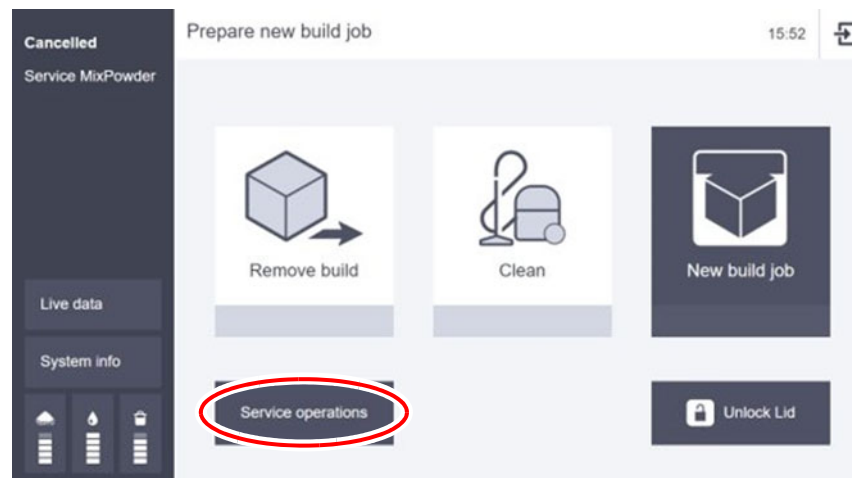 Cancelled
Service MixPowder
Prepare new build job
15:52
Remove build
Clean
New build job
Live data
System info
Service operations
Unlock Lid